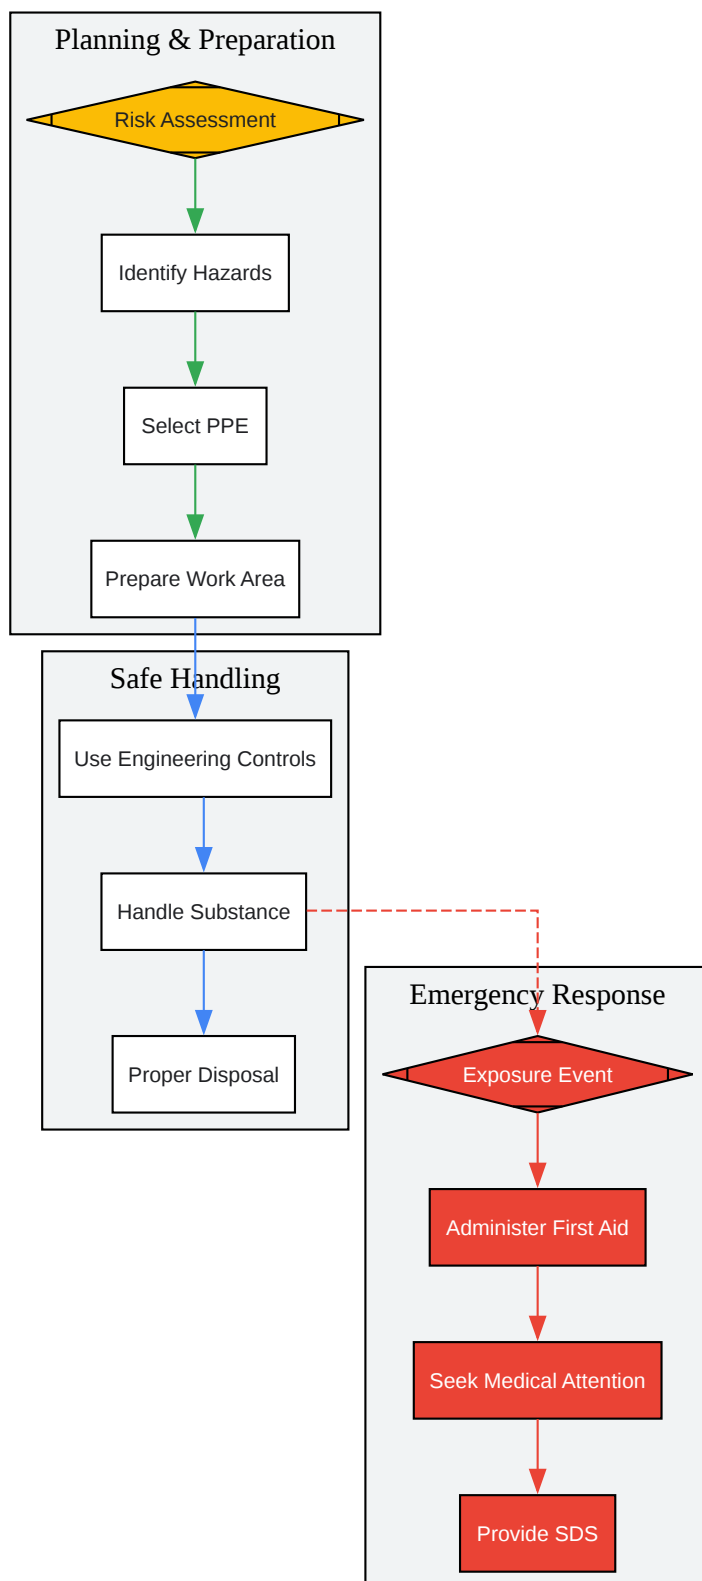 Planning & Preparation
Risk Assessment
Identify Hazards
Select PPE
Prepare Work Area
Safe Handling
Use Engineering Controls
Handle Substance
Proper Disposal
Emergency Response
Exposure Event
Administer First Aid
Seek Medical Attention
Provide SDS